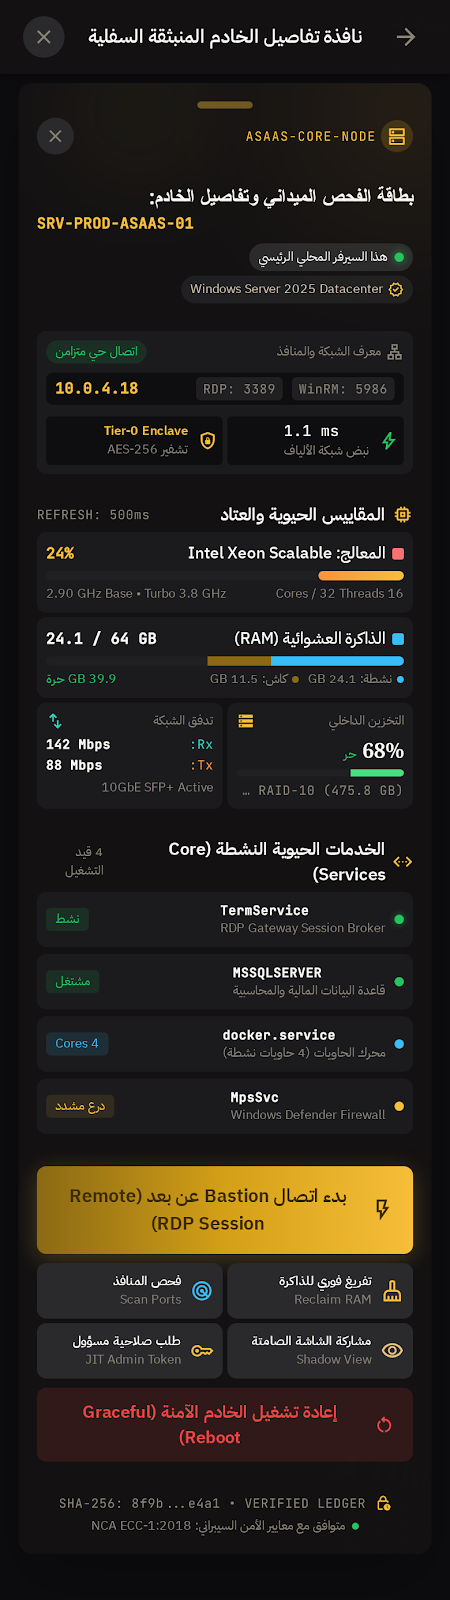 نافذة تفاصيل الخادم المنبثقة السفلية
ASAAS-CORE-NODE
بطاقة الفحص الميداني وتفاصيل الخادم:
SRV-PROD-ASAAS-01
هذا السيرفر المحلي الرئيسي
Windows Server 2025 Datacenter
معرف الشبكة والمنافذ
اتصال حي متزامن
10.0.4.18
RDP: 3389
WinRM: 5986
1.1 ms
نبض شبكة الألياف
Tier-0 Enclave
تشفير AES-256
المقاييس الحيوية والعتاد
REFRESH: 500ms
المعالج: Intel Xeon Scalable
24%
Cores / 32 Threads 16
2.90 GHz Base • Turbo 3.8 GHz
الذاكرة العشوائية (RAM)
24.1 / 64 GB
نشطة: 24.1 GB
كاش: 11.5 GB
39.9 GB حرة
التخزين الداخلي
68% حر
RAID-10 (475.8 GB) …
تدفق الشبكة
Rx: 142 Mbps
Tx: 88 Mbps
10GbE SFP+ Active
الخدمات الحيوية النشطة (Core
Services)
4 قيد
التشغيل
TermService
RDP Gateway Session Broker
نشط
MSSQLSERVER
قاعدة البيانات المالية والمحاسبية
مشتغل
docker.service
محرك الحاويات (4 حاويات نشطة)
Cores 4
MpsSvc
Windows Defender Firewall
درع مشدد
بدء اتصال Bastion عن بعد (Remote
RDP Session)
تفريغ فوري للذاكرة
Reclaim RAM
فحص المنافذ
Scan Ports
مشاركة الشاشة الصامتة
Shadow View
طلب صلاحية مسؤول
JIT Admin Token
إعادة تشغيل الخادم الآمنة (Graceful
Reboot)
SHA-256: 8f9b...e4a1 • VERIFIED LEDGER
متوافق مع معايير الأمن السيبراني: NCA ECC-1:2018